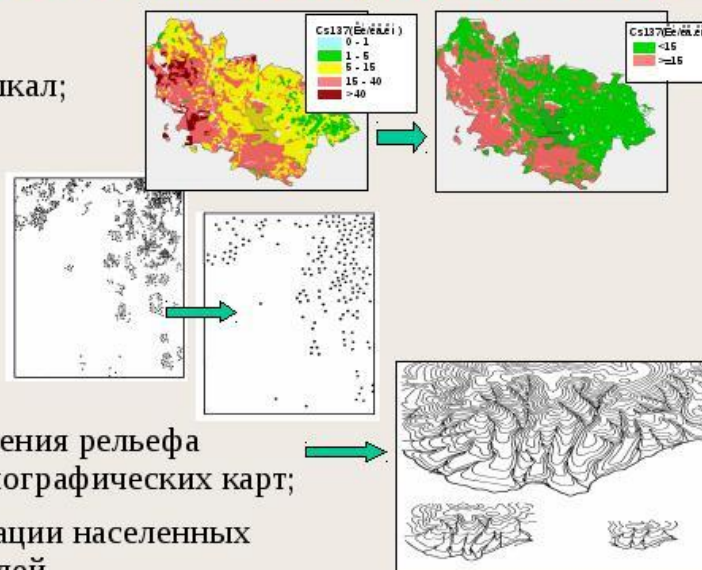 Cs137(
0 - 1
1 - 5
5 - 15
15 - 40
>40
Cs137(
<15
>=15
шкал;
ения рельефа
ографических карт;
ации населенных